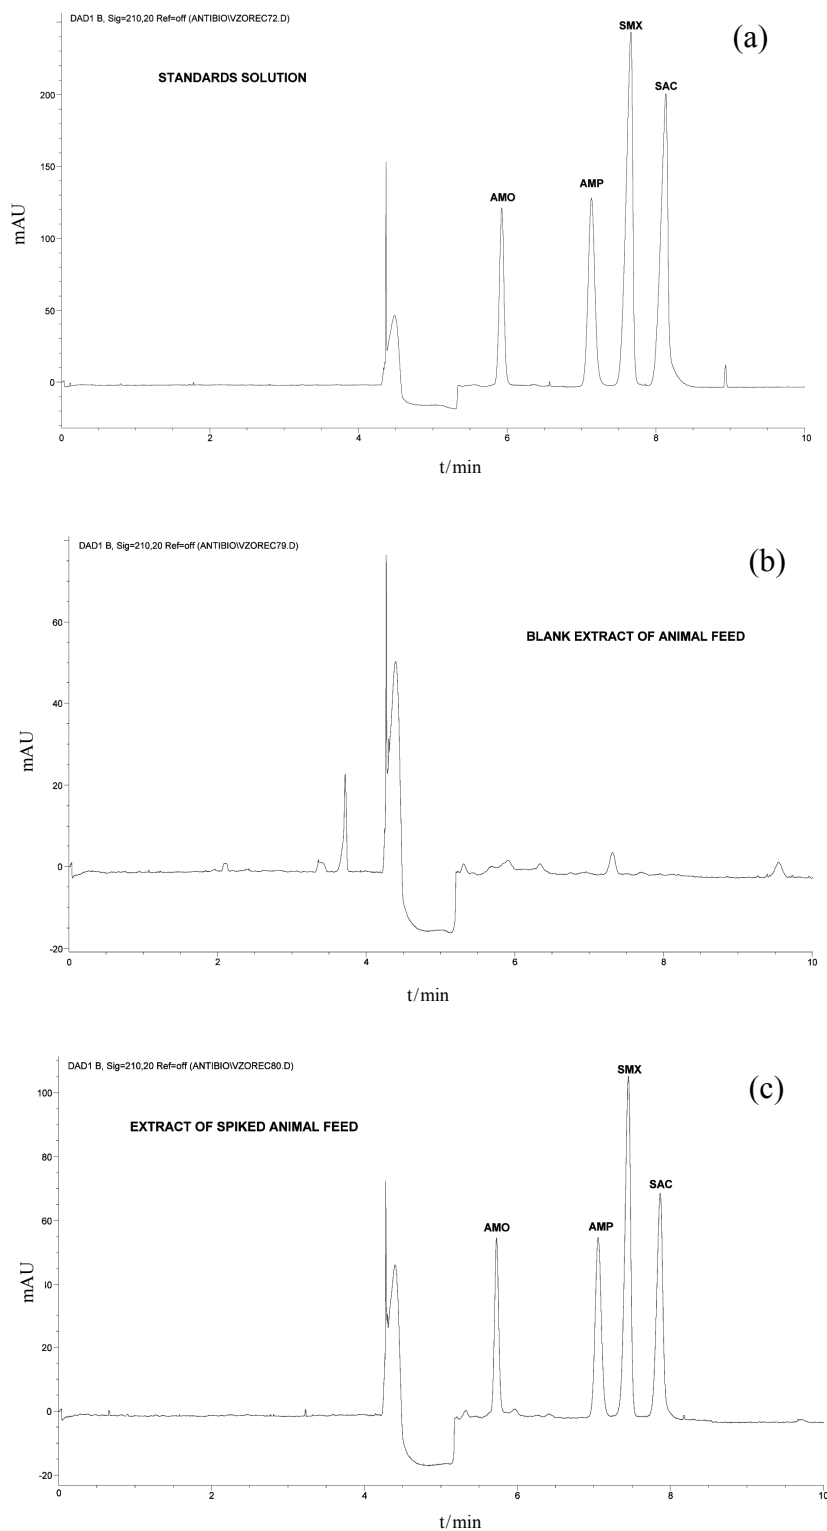 DAD1 B, Sig=210,20 Ref=off (ANTIBIO\VZOREC72.D)
(a)
STANDARDS SOLUTION
SMX
SAC
AMO
AMP
mAU
200
150
100
50
0
0 2 4 6 8 10
t/min
DAD1 B, Sig=210,20 Ref=off (ANTIBIO\VZOREC79.D)
(b)
BLANK EXTRACT OF ANIMAL FEED
mAU
60
40
20
0
-20
0 2 4 6 8 10
t/min
DAD1 B, Sig=210,20 Ref=off (ANTIBIO\VZOREC80.D)
(c)
EXTRACT OF SPIKED ANIMAL FEED
SMX
SAC
AMO
AMP
mAU
100
80
60
40
20
0
-20
0 2 4 6 8 10
t/min